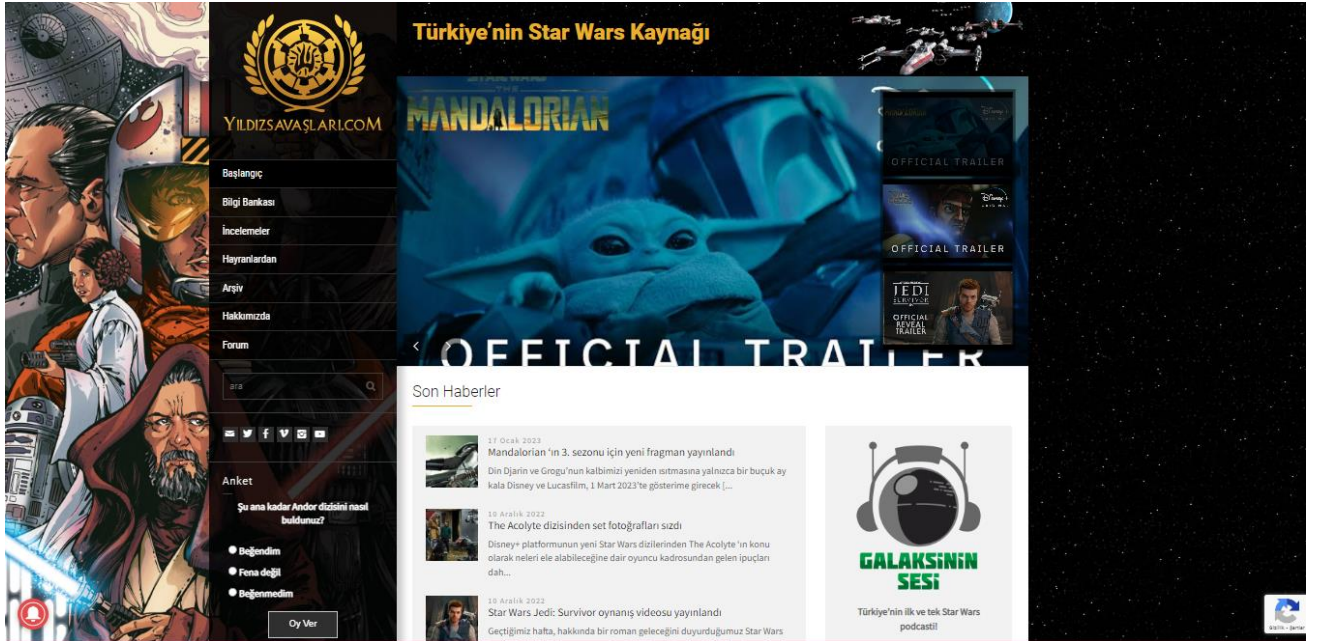 YILDIZSAVAŞLARI.COM
Başlangıç
Bilgi Bankası
İncelemeler
Hayranlardan
Arşiv
Hakkımızda
Forum
ara
Anket
Şu ana kadar Andor dizisini nasıl
buldunuz?
Beğendim
Fena değil
Beğenmedim
Oy Ver
Türkiye'nin Star Wars Kaynağı
STAR WARS
THE
MANDALORIAN
OFFICIAL TRAILER
Disney+
OFFICIAL TRAILER
Disney+
OFFICIAL TRAILER
JEDI
SURVIVOR
OFFICIAL
REVEAL
TRAILER
Son Haberler
17 Ocak 2023
Mandalorian 'ın 3. sezonu için yeni fragman yayınlandı
Din Djarin ve Grogu'nun kalbimizi yeniden ısıtmasına yalnızca bir buçuk ay
kala Disney ve Lucasfilm, 1 Mart 2023'te gösterime girecek [...
10 Aralık 2022
The Acolyte dizisinden set fotoğrafları sızdı
Disney+ platformunun yeni Star Wars dizilerinden The Acolyte 'ın konu
olarak neleri ele alabileceğine dair oyuncu kadrosundan gelen ipuçları
dah...
10 Aralık 2022
Star Wars Jedi: Survivor oynanış videosu yayınlandı
Geçtiğimiz hafta, hakkında bir roman geleceğini duyurduğumuz Star Wars
GALAKSİNİN
SESİ
Türkiye'nin ilk ve tek Star Wars
podcasti!
Gizlilik - Şartlar